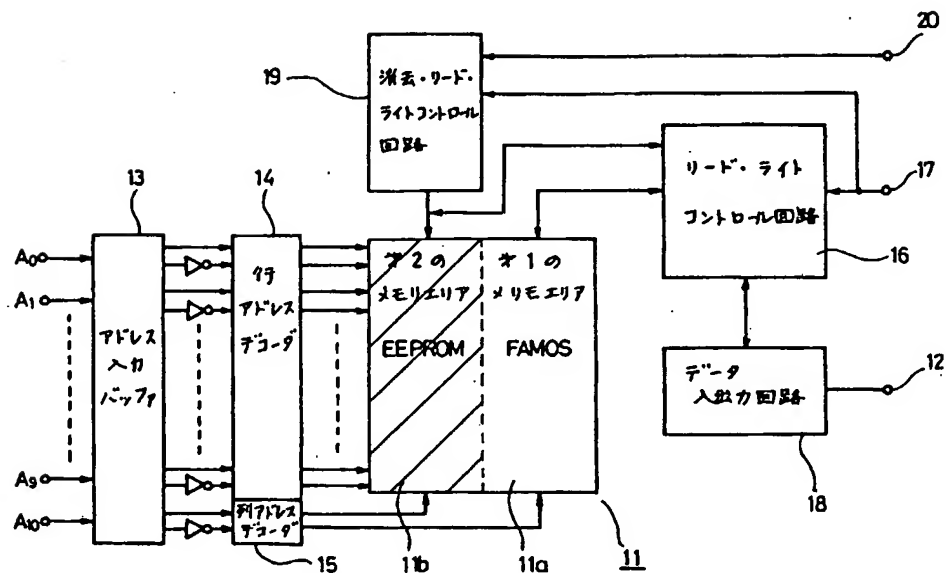 20
19
消去・リード・
ライトコントロール
回路
17
リード・ライト
コントロール回路
16
13
14
A0
A1
A9
A10
アドレス
入力
バッファ
行
アドレス
デコーダ
列アドレス
デコーダ
15
才2の
メモリエリア
EEPROM
11b
才1の
メリモエリア
FAMOS
11a
11
12
データ
入出力回路
18